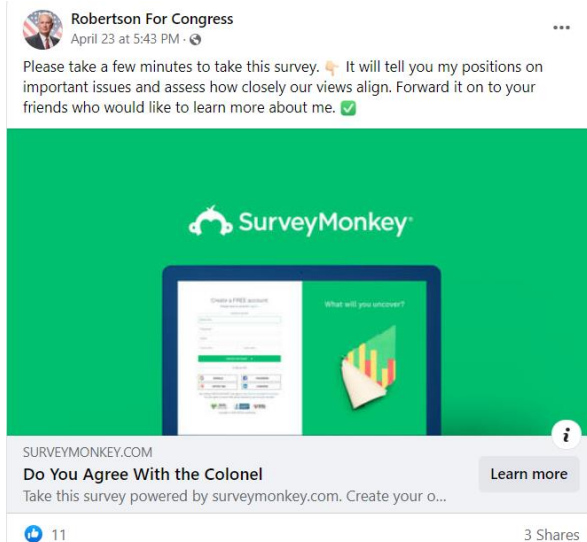 Robertson For Congress
April 23 at 5:43 PM ·
Please take a few minutes to take this survey. 👇🏻 It will tell you my positions on
important issues and assess how closely our views align. Forward it on to your
friends who would like to learn more about me. ✅
SurveyMonkey
Create a FREE account
What will you uncover?
SURVEYMONKEY.COM
Do You Agree With the Colonel
Learn more
Take this survey powered by surveymonkey.com. Create your o...
11
3 Shares